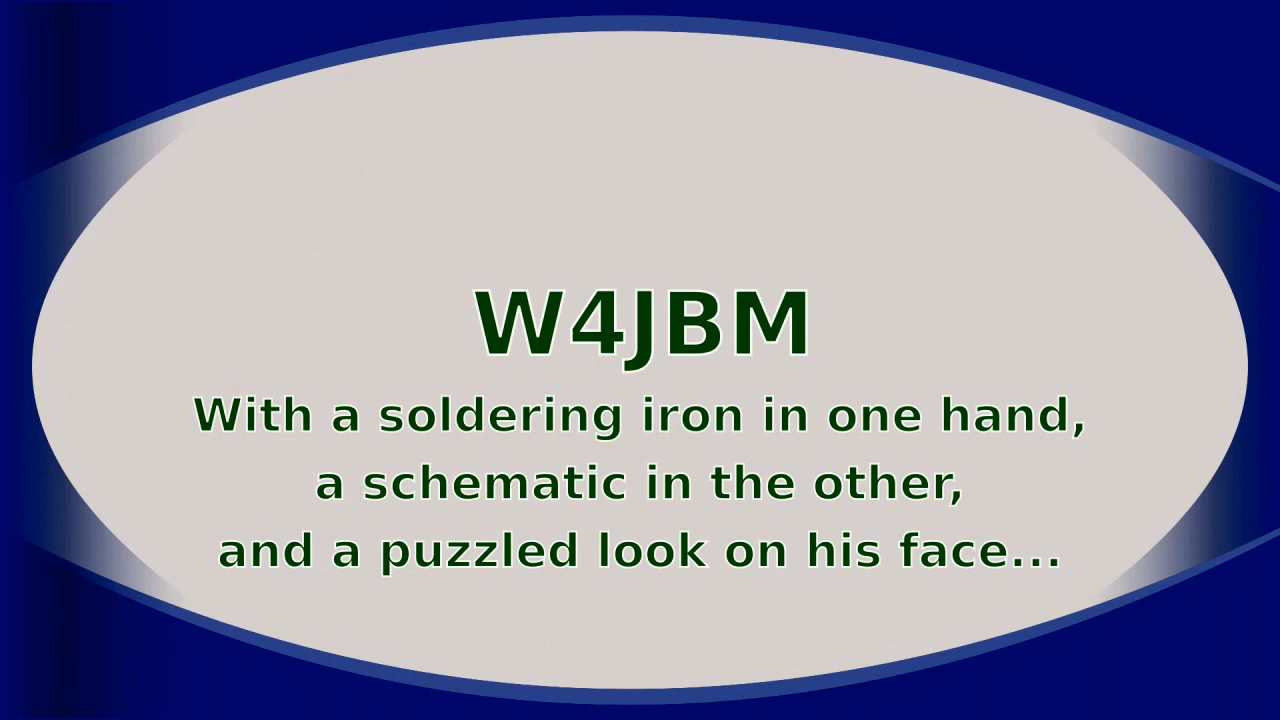 W4JBM
With a soldering iron in one hand,
a schematic in the other,
and a puzzled look on his face...